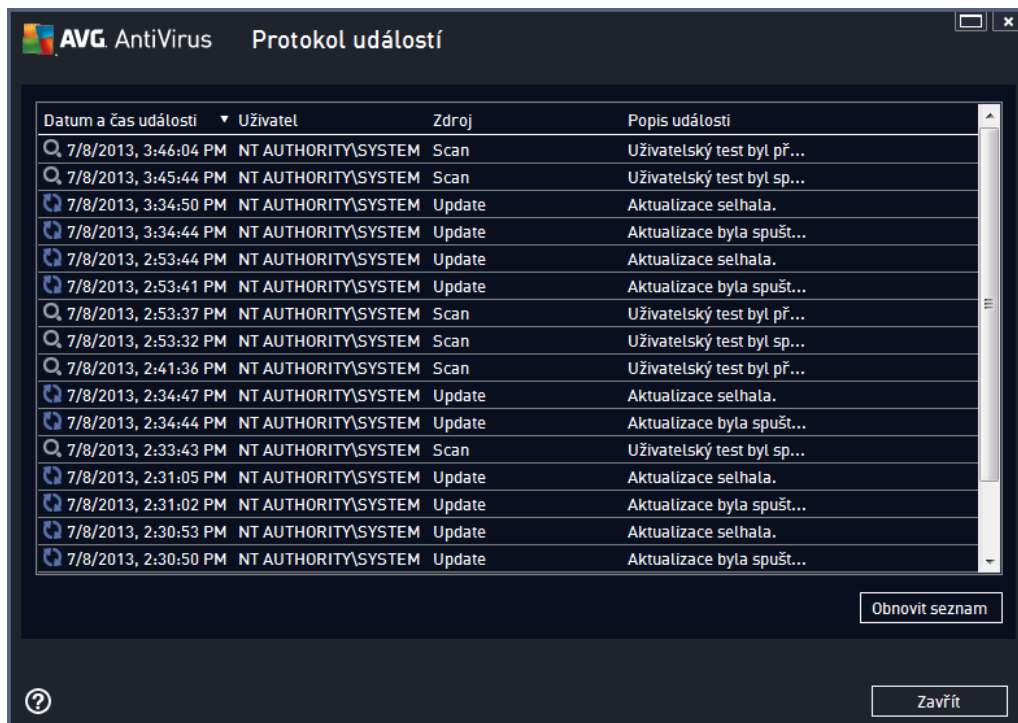 AVG. AntiVirus Protokol událostí
Datum a čas události Uživatel Zdroj Popis události
7/8/2013, 3:46:04 PM NT AUTHORITY\SYSTEM Scan Uživatelský test byl př...
7/8/2013, 3:45:44 PM NT AUTHORITY\SYSTEM Scan Uživatelský test byl sp...
7/8/2013, 3:34:50 PM NT AUTHORITY\SYSTEM Update Aktualizace selhala.
7/8/2013, 3:34:44 PM NT AUTHORITY\SYSTEM Update Aktualizace byla spušt...
7/8/2013, 2:53:44 PM NT AUTHORITY\SYSTEM Update Aktualizace selhala.
7/8/2013, 2:53:41 PM NT AUTHORITY\SYSTEM Update Aktualizace byla spušt...
7/8/2013, 2:53:37 PM NT AUTHORITY\SYSTEM Scan Uživatelský test byl př...
7/8/2013, 2:53:32 PM NT AUTHORITY\SYSTEM Scan Uživatelský test byl sp...
7/8/2013, 2:41:36 PM NT AUTHORITY\SYSTEM Scan Uživatelský test byl př...
7/8/2013, 2:34:47 PM NT AUTHORITY\SYSTEM Update Aktualizace selhala.
7/8/2013, 2:34:44 PM NT AUTHORITY\SYSTEM Update Aktualizace byla spušt...
7/8/2013, 2:33:43 PM NT AUTHORITY\SYSTEM Scan Uživatelský test byl sp...
7/8/2013, 2:31:05 PM NT AUTHORITY\SYSTEM Update Aktualizace selhala.
7/8/2013, 2:31:02 PM NT AUTHORITY\SYSTEM Update Aktualizace byla spušt...
7/8/2013, 2:30:53 PM NT AUTHORITY\SYSTEM Update Aktualizace selhala.
7/8/2013, 2:30:50 PM NT AUTHORITY\SYSTEM Update Aktualizace byla spušt...
Obnovit seznam
Zavřít